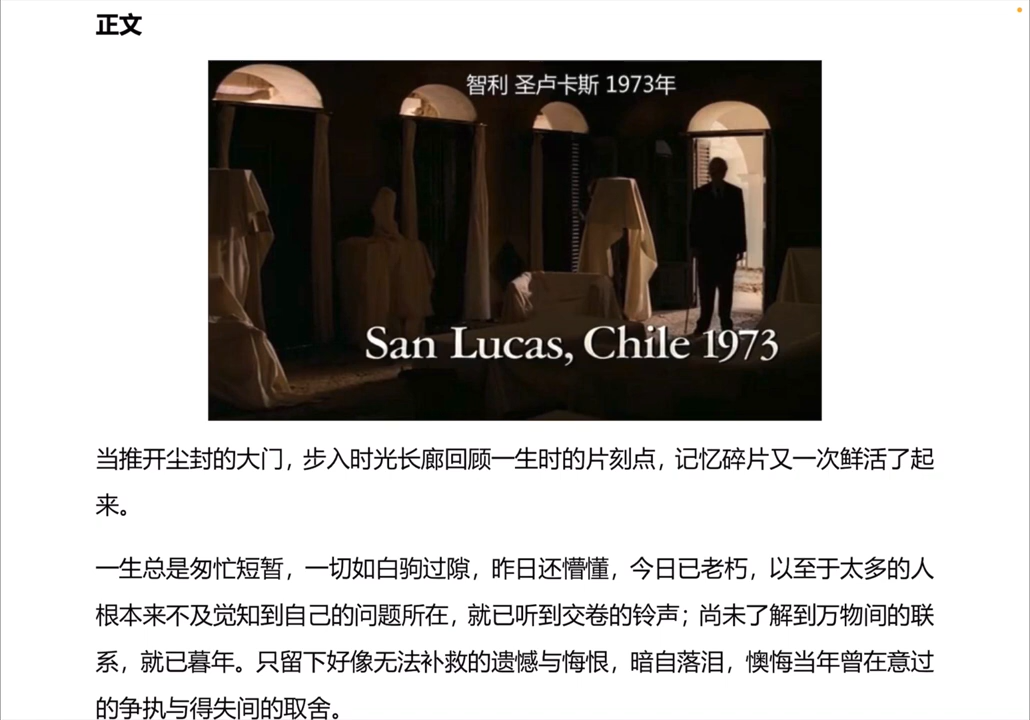 正文
智利 圣卢卡斯 1973年
San Lucas, Chile 1973
当推开尘封的大门，步入时光长廊回顾一生时的片刻点，记忆碎片又一次鲜活了起
来。
一生总是匆忙短暂，一切如白驹过隙，昨日还懵懂，今日已老朽，以至于太多的人
根本来不及觉知到自己的问题所在，就已听到交卷的铃声；尚未了解到万物间的联
系，就已暮年。只留下好像无法补救的遗憾与悔恨，暗自落泪，懊悔当年曾在意过
的争执与得失间的取舍。